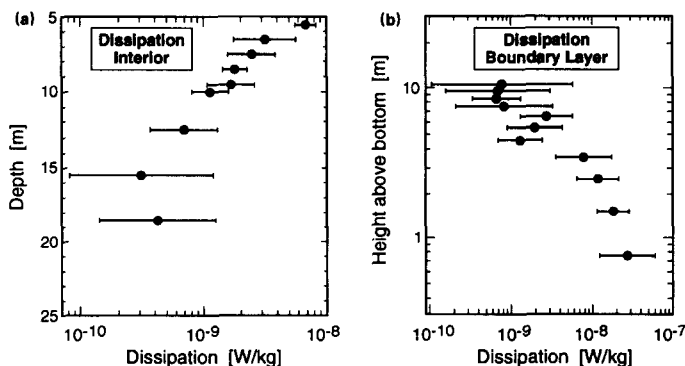 (a)
Dissipation
Interior
5
10
15
20
25
Depth [m]
10-10
10-9
10-8
Dissipation [W/kg]
(b)
Dissipation
Boundary Layer
10
1
Height above bottom [m]
10-10
10-9
10-8
10-7
Dissipation [W/kg]